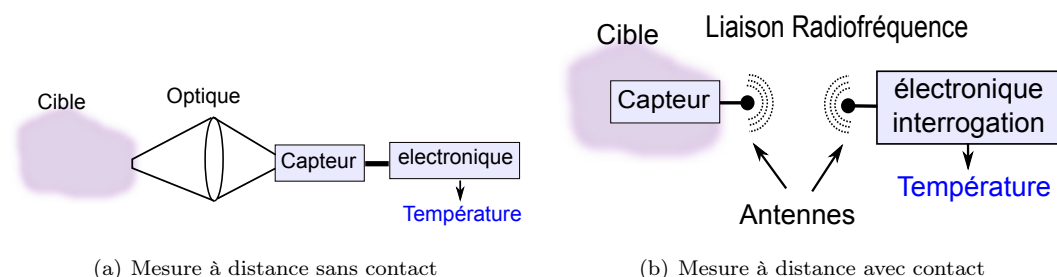 Cible
Optique
Capteur
electronique
Température
(a) Mesure à distance sans contact
Liaison Radiofréquence
Cible
Capteur
électronique
interrogation
Température
Antennes
(b) Mesure à distance avec contact